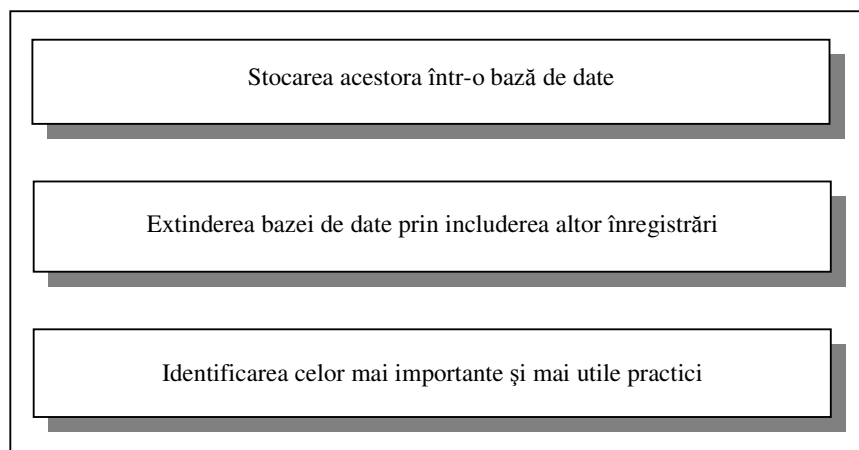 Stocarea acestora într-o bază de date
Extinderea bazei de date prin includerea altor înregistrări
Identificarea celor mai importante şi mai utile practici